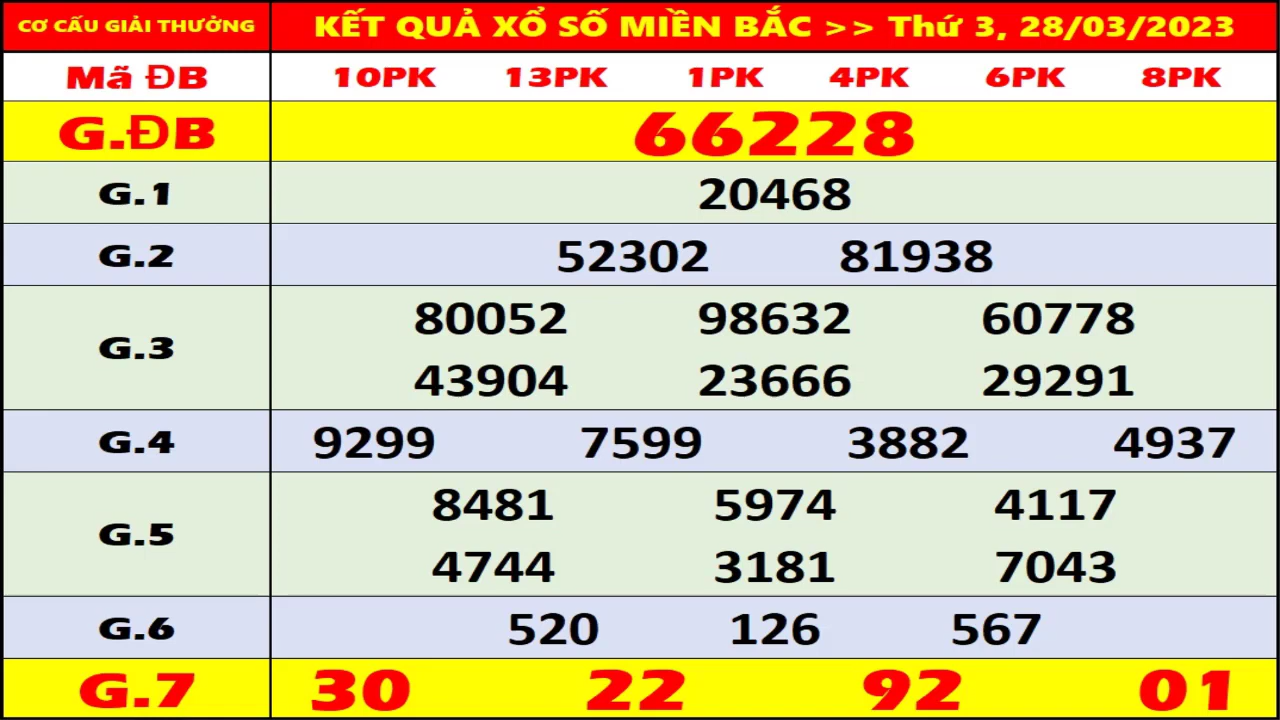 CƠ CẤU GIẢI THƯỞNG KẾT QUẢ XỔ SỐ MIỀN BẮC >> Thứ 3, 28/03/2023
Mã ĐB 10PK 13PK 1PK 4PK 6PK 8PK
G.ĐB 66228
G.1 20468
G.2 52302 81938
G.3 80052 98632 60778
43904 23666 29291
G.4 9299 7599 3882 4937
G.5 8481 5974 4117
4744 3181 7043
G.6 520 126 567
G.7 30 22 92 01